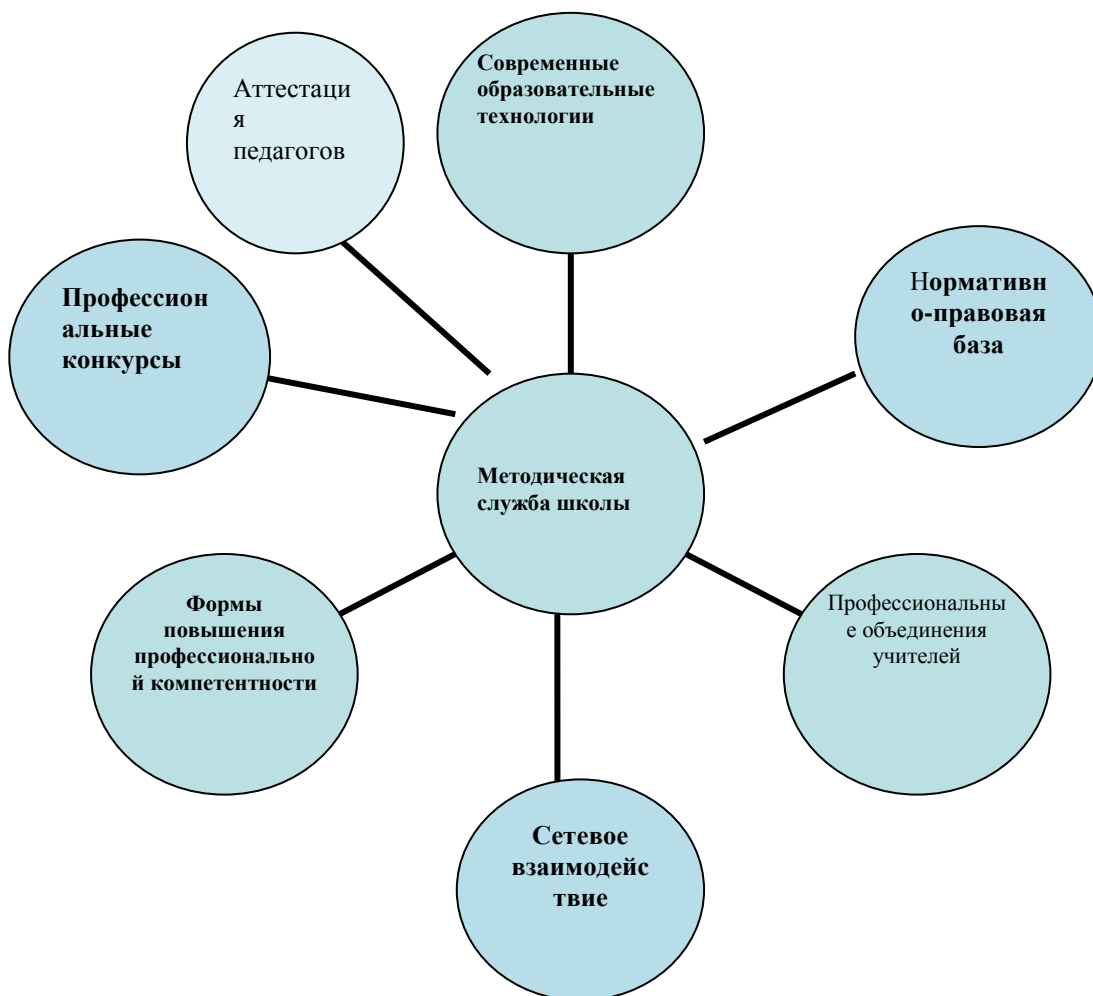 Аттестаци
я
педагогов
Современные
образовательные
технологии
Профессион
альные
конкурсы
Нормативн
о-правовая
база
Методическая
служба школы
Формы
повышения
профессионально
й компетентности
Профессиональны
е объединения
учителей
Сетевое
взаимодейс
твие